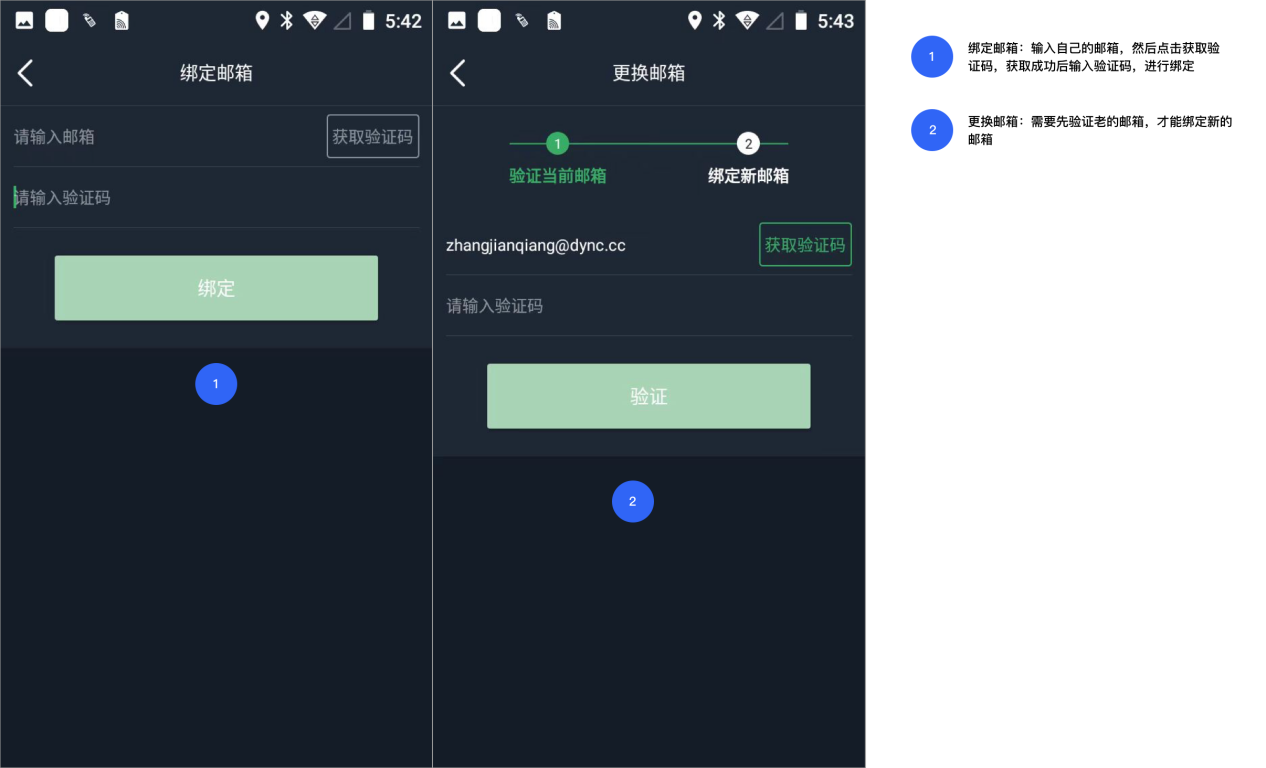 5:42
绑定邮箱
请输入邮箱
获取验证码
请输入验证码
绑定
1
5:43
更换邮箱
1
2
验证当前邮箱
绑定新邮箱
zhangjianqiang@dync.cc
获取验证码
请输入验证码
验证
2
1
绑定邮箱：输入自己的邮箱，然后点击获取验
证码，获取成功后输入验证码，进行绑定
2
更换邮箱：需要先验证老的邮箱，才能绑定新的
邮箱